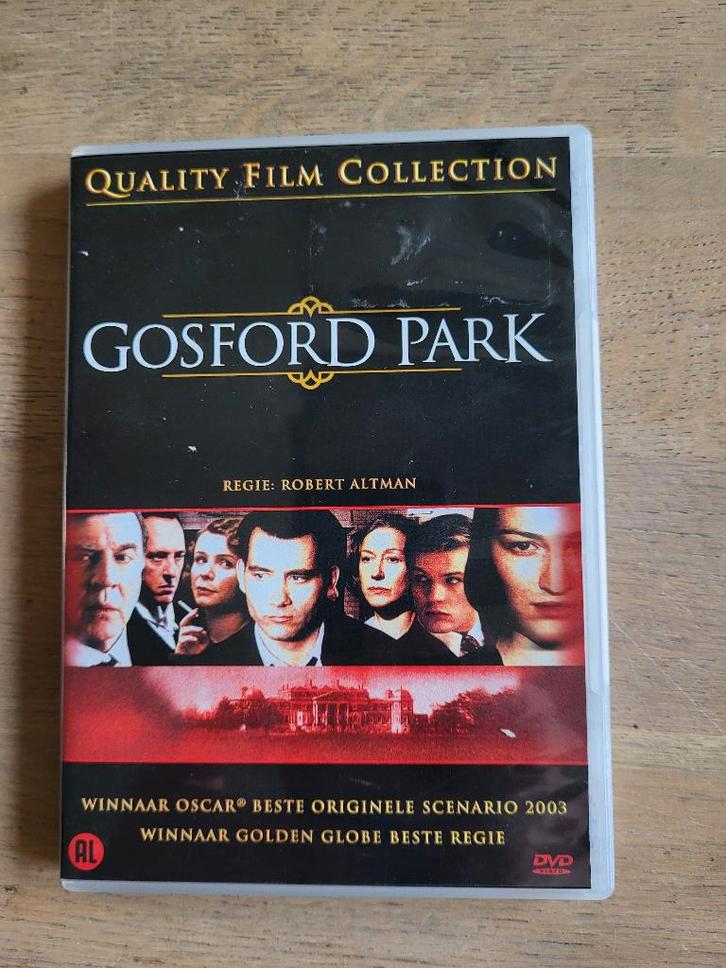 QUALITY FILM COLLECTION
GOSFORD PARK
REGIE: ROBERT ALTMAN
WINNAAR OSCAR® BESTE ORIGINELE SCENARIO 2003
WINNAAR GOLDEN GLOBE BESTE REGIE
AL
DVD
VIDEO